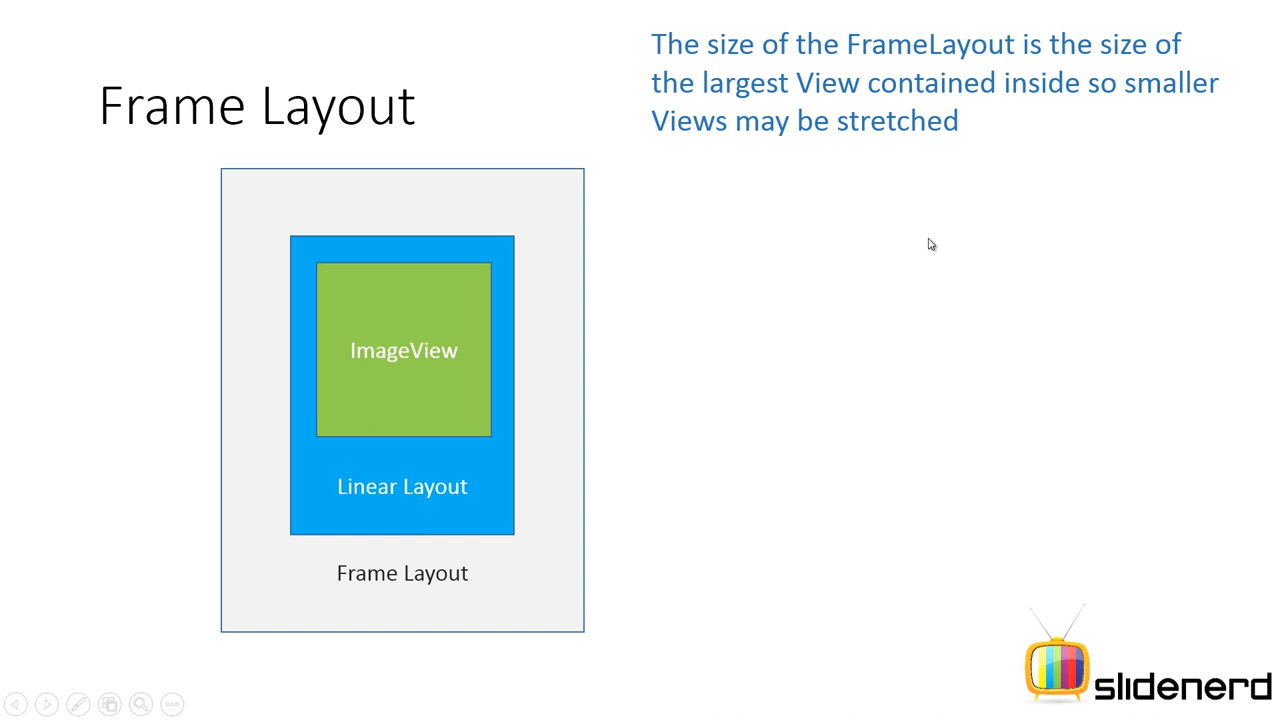 Frame Layout
The size of the FrameLayout is the size of
the largest View contained inside so smaller
Views may be stretched
ImageView
Linear Layout
Frame Layout
slidenerd